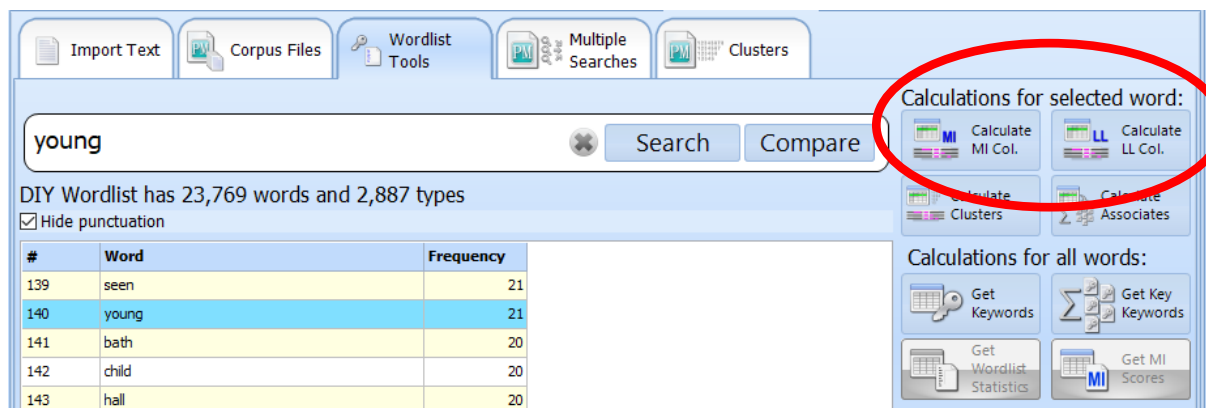 Import Text
Corpus Files
Wordlist
Tools
PM
Multiple
Searches
PM
Clusters
young
Search
Compare
DIY Wordlist has 23,769 words and 2,887 types
Hide punctuation
# Word Frequency
139 seen 21
140 young 21
141 bath 20
142 child 20
143 hall 20
Calculations for selected word:
MI Calculate
MI Col.
LL Calculate
LL Col.
Calculate
Clusters
Calculate
Associates
Calculations for all words:
Get
Keywords
Get Key
Keywords
Get
Wordlist
Statistics
MI Get MI
Scores